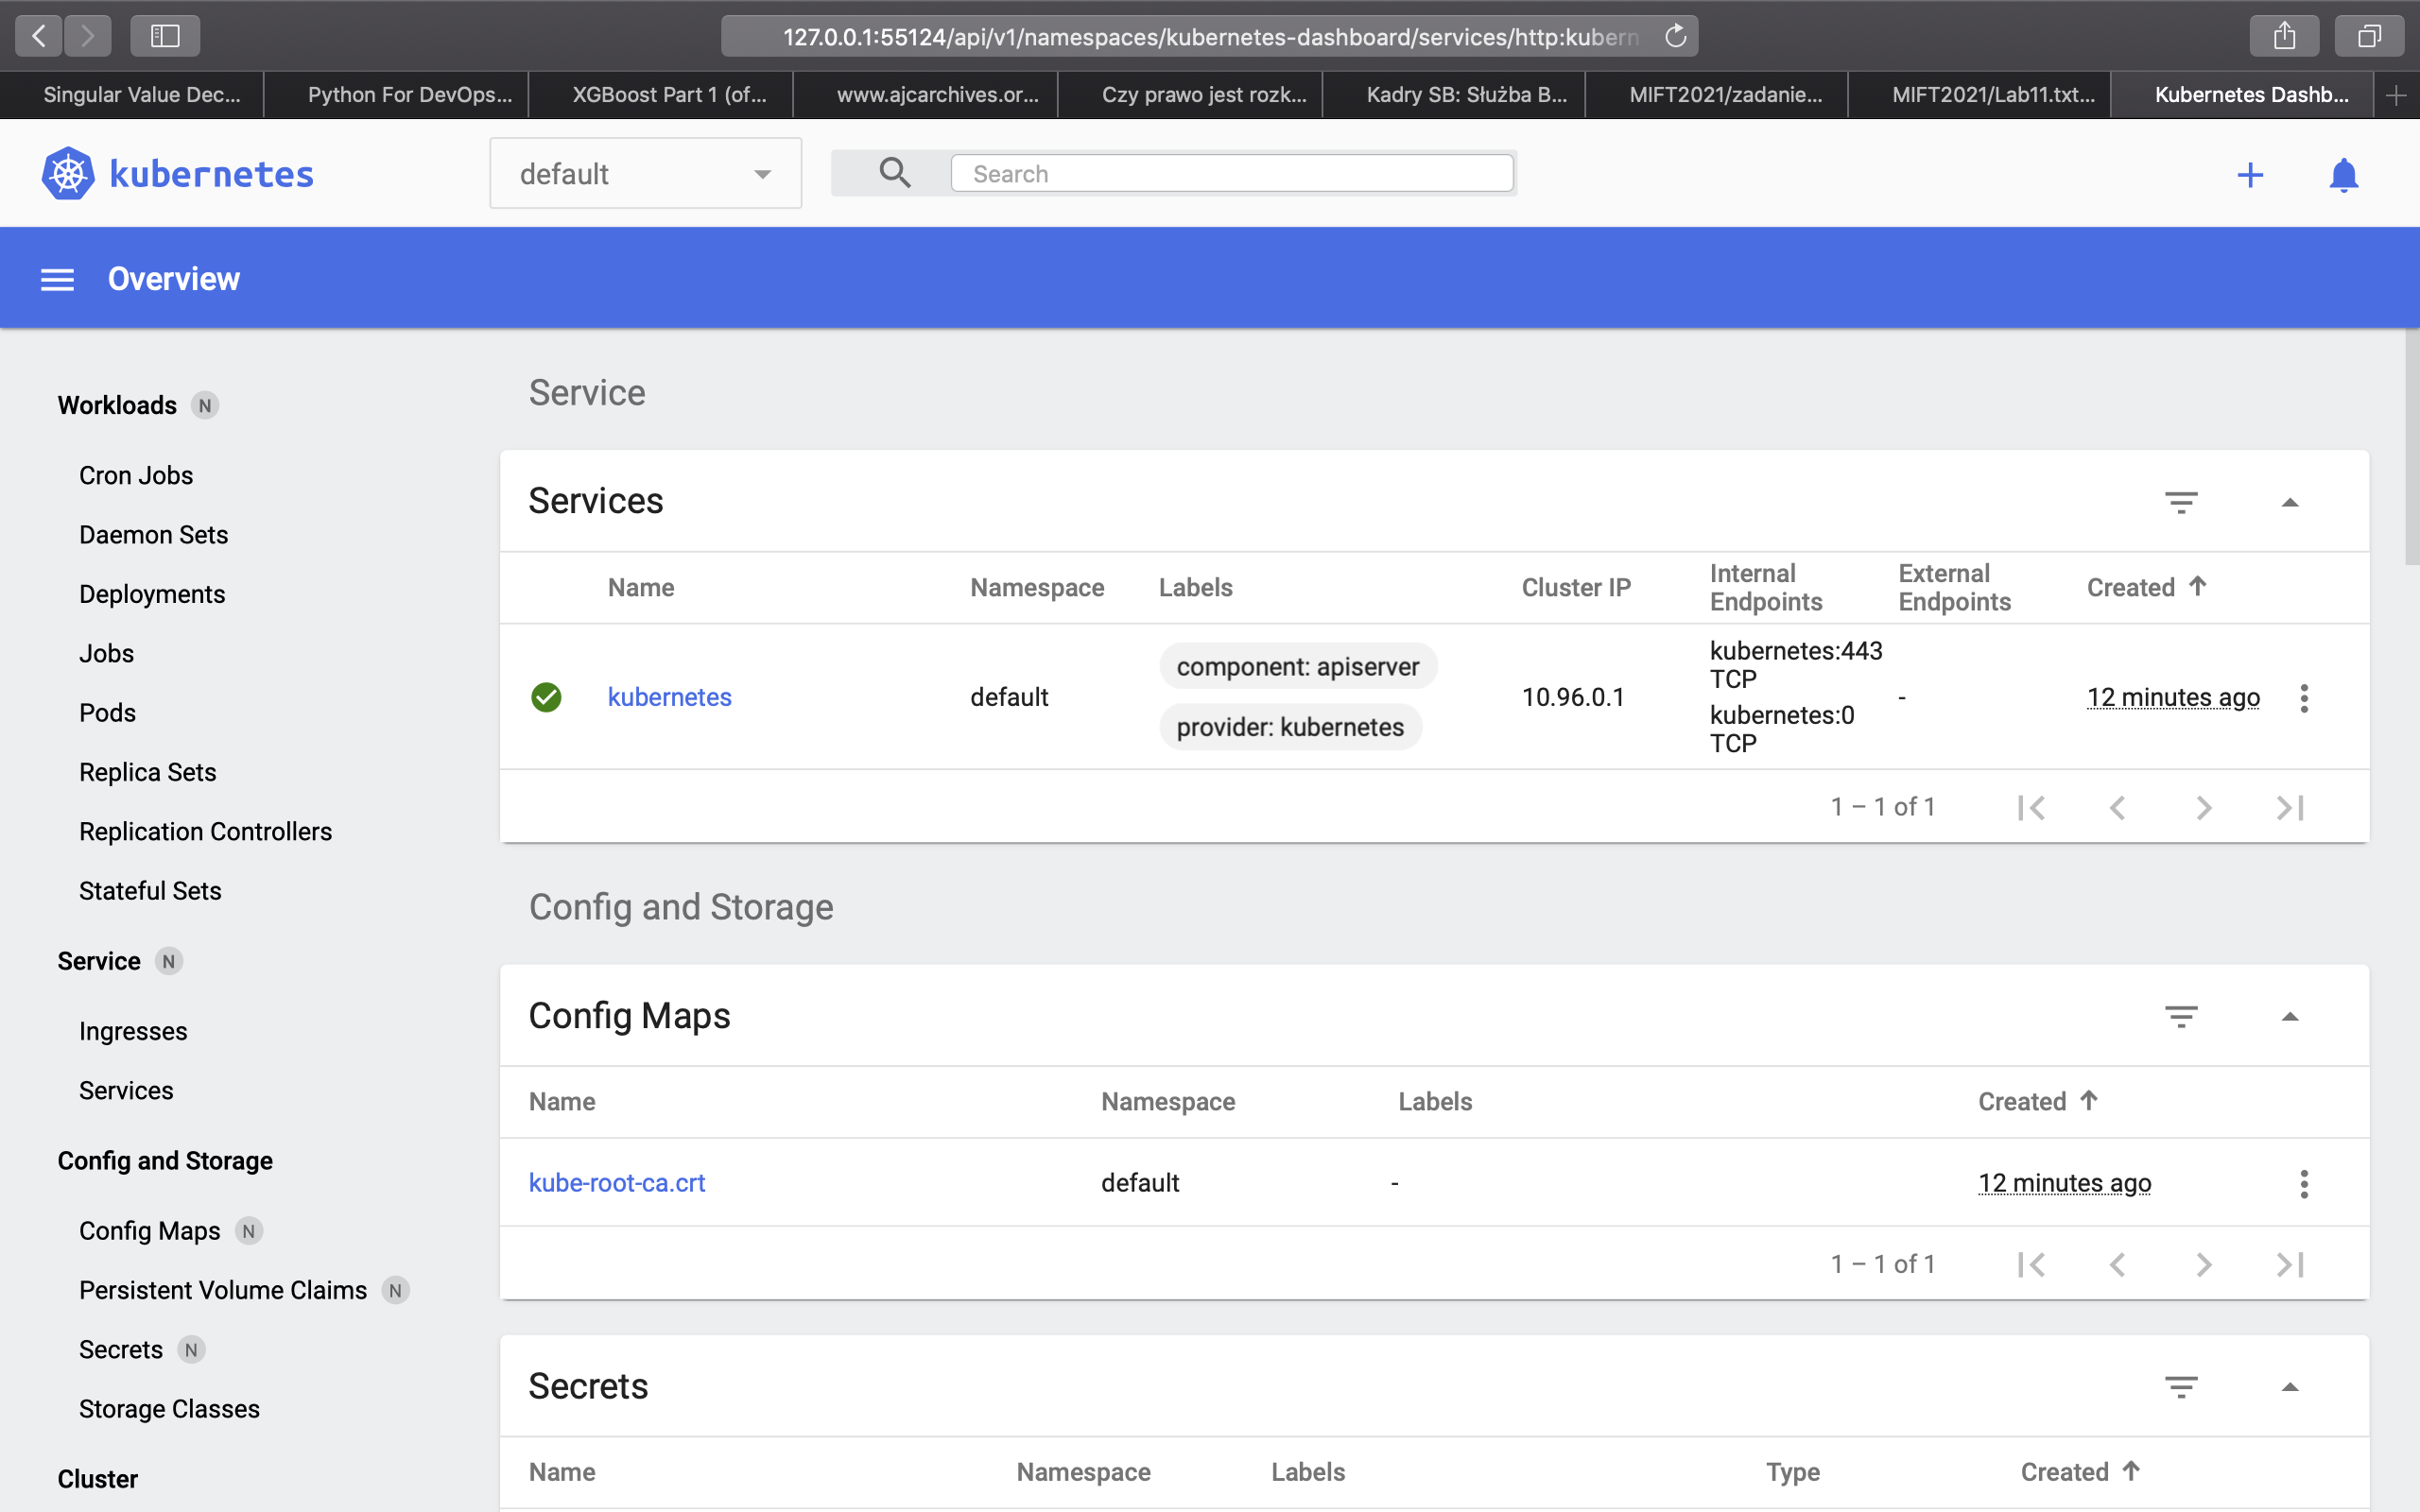 127.0.0.1:55124/api/v1/namespaces/kubernetes-dashboard/services/http:kubern
Singular Value Dec...
Python For DevOps...
XGBoost Part 1 (of...
www.ajcarchives.or...
Czy prawo jest rozk...
Kadry SB: Służba B...
MIFT2021/zadanie...
MIFT2021/Lab11.txt...
Kubernetes Dashb...
kubernetes
default
Search
Overview
Workloads N
Cron Jobs
Daemon Sets
Deployments
Jobs
Pods
Replica Sets
Replication Controllers
Stateful Sets
Service N
Ingresses
Services
Config and Storage
Config Maps N
Persistent Volume Claims N
Secrets N
Storage Classes
Cluster
Service
Services
Name Namespace Labels Cluster IP Internal Endpoints External Endpoints Created
kubernetes default component: apiserver provider: kubernetes 10.96.0.1 kubernetes:443 TCP kubernetes:0 TCP - 12 minutes ago
1 – 1 of 1
Config and Storage
Config Maps
Name Namespace Labels Created
kube-root-ca.crt default - 12 minutes ago
1 – 1 of 1
Secrets
Name Namespace Labels Type Created